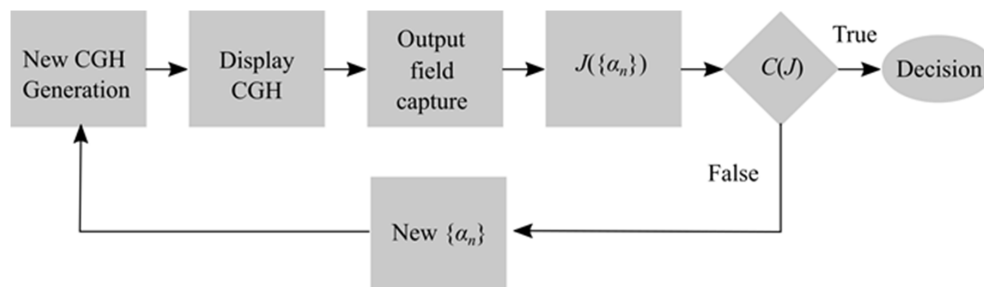 New CGH
Generation
Display
CGH
Output
field
capture
J({αn})
C(J)
True
Decision
False
New {αn}